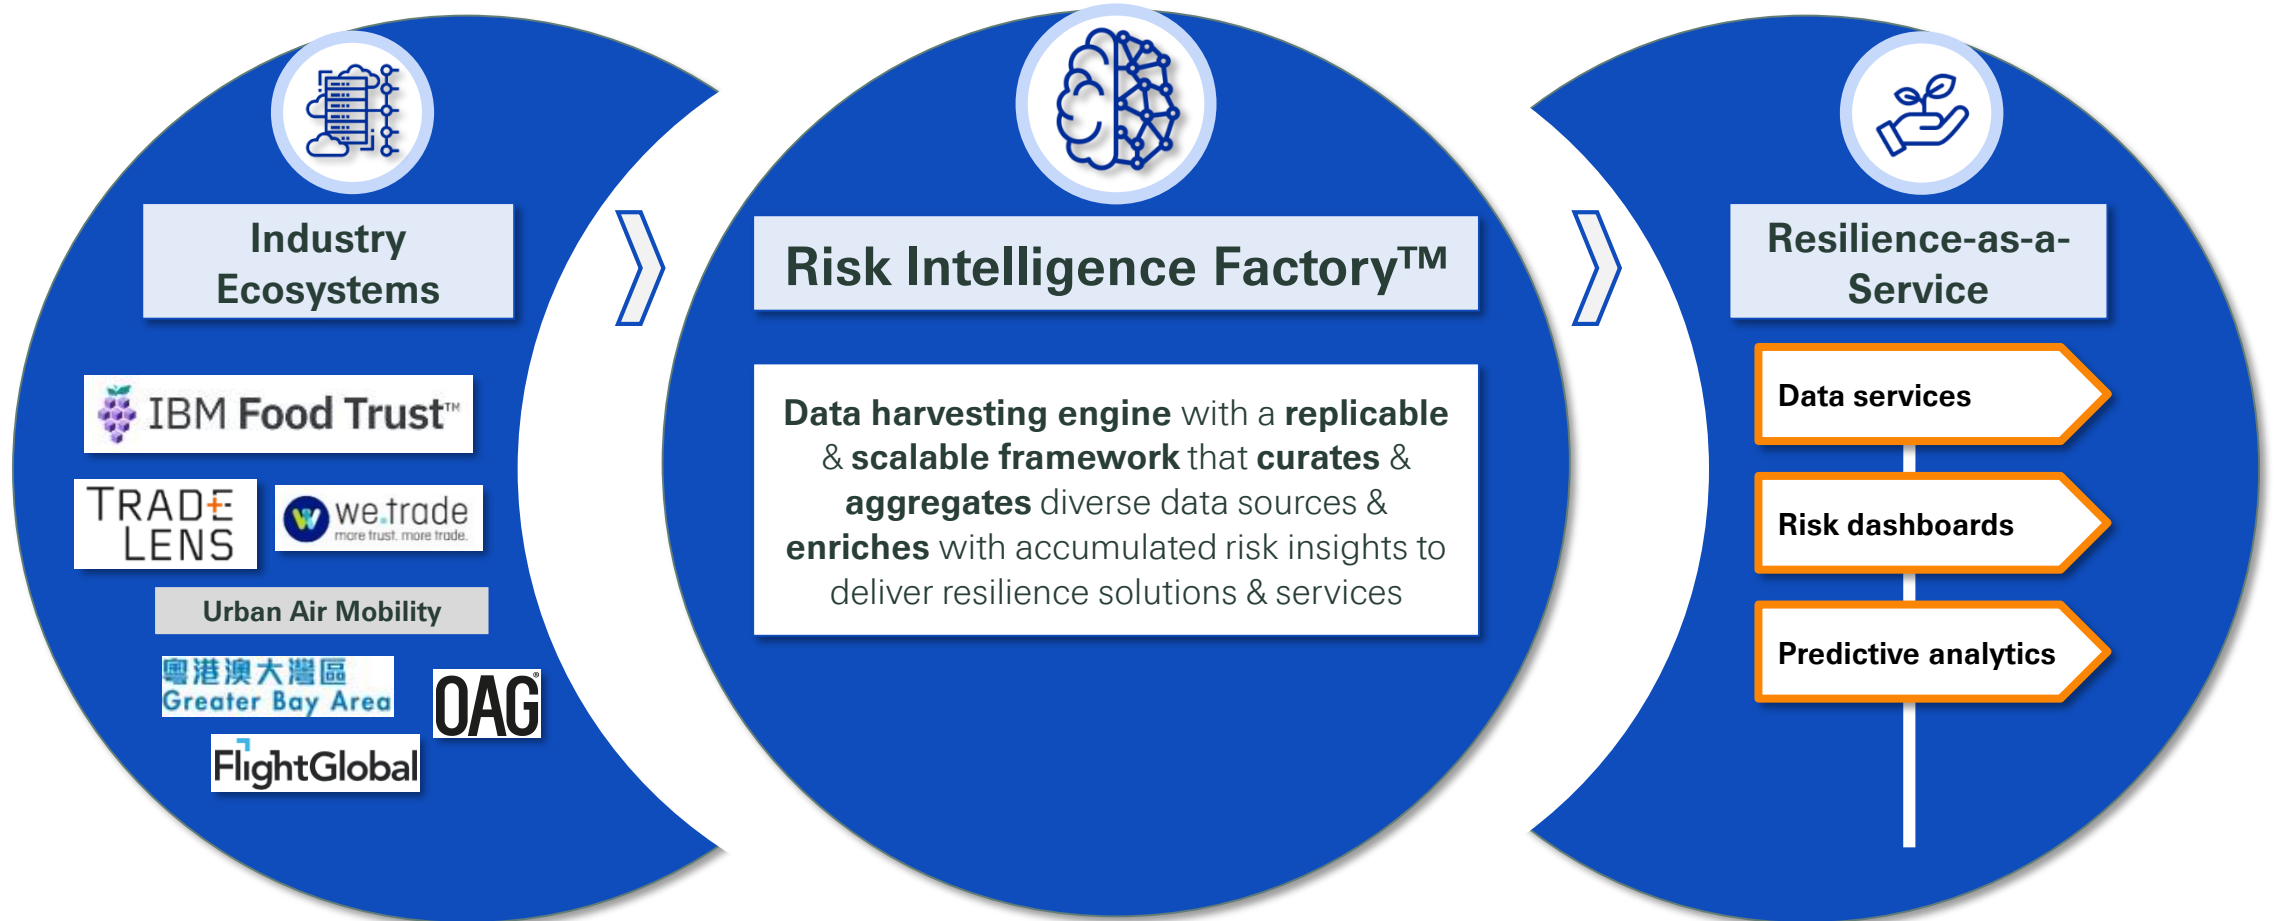 Industry
Ecosystems
IBM Food Trust™
TRADE
LENS
we.trade
more trust. more trade.
Urban Air Mobility
粵港澳大灣區
Greater Bay Area
OAG®
FlightGlobal
Risk Intelligence Factory™
Data harvesting engine with a replicable
& scalable framework that curates &
aggregates diverse data sources &
enriches with accumulated risk insights to
deliver resilience solutions & services
Resilience-as-a-
Service
Data services
Risk dashboards
Predictive analytics